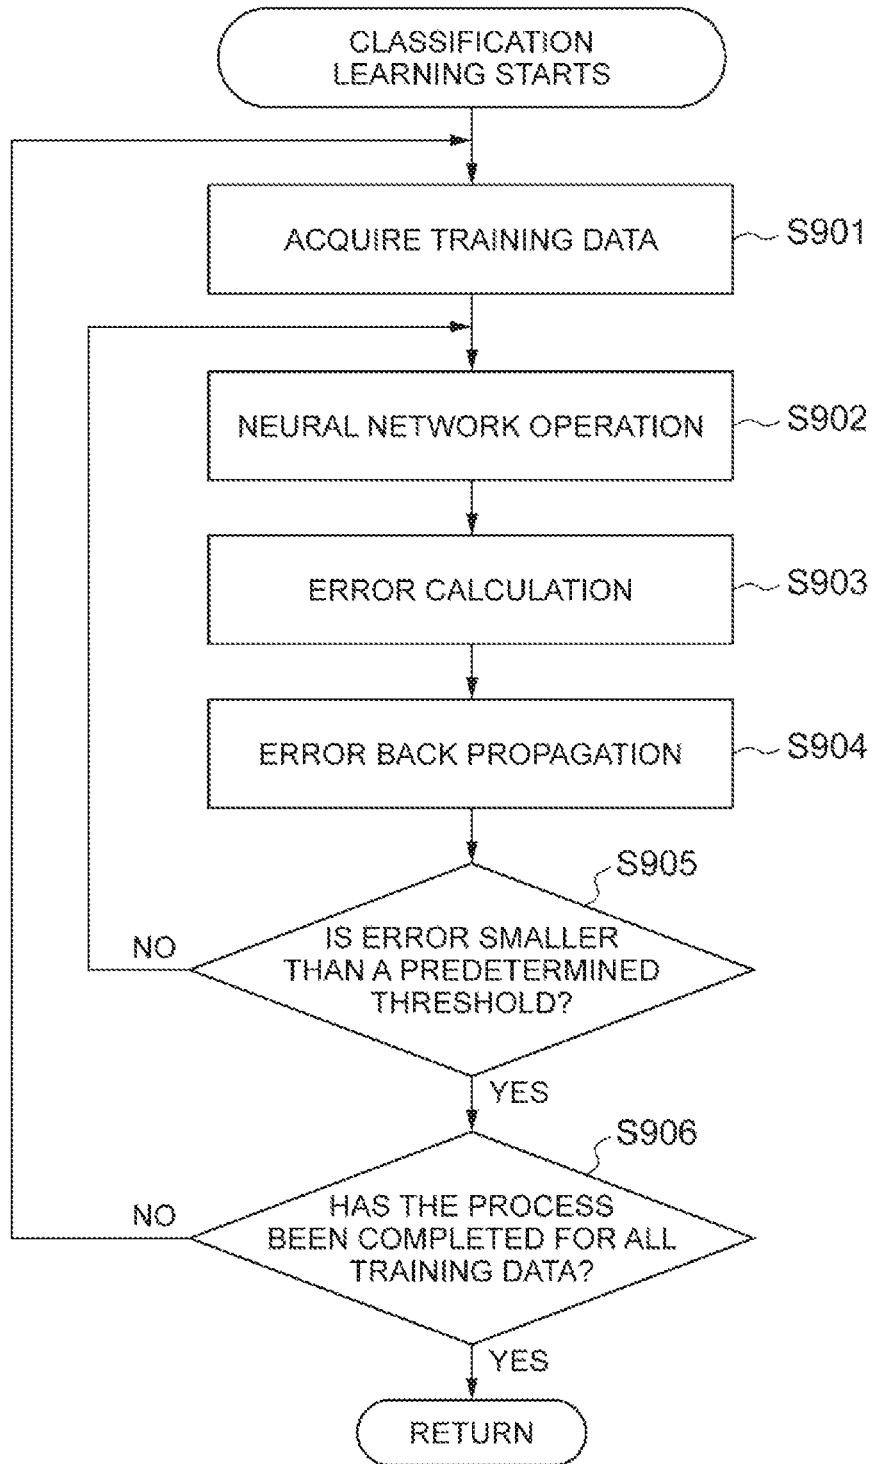 CLASSIFICATION
LEARNING STARTS
ACQUIRE TRAINING DATA
S901
NEURAL NETWORK OPERATION
S902
ERROR CALCULATION
S903
ERROR BACK PROPAGATION
S904
S905
IS ERROR SMALLER
THAN A PREDETERMINED
THRESHOLD?
NO
YES
S906
HAS THE PROCESS
BEEN COMPLETED FOR ALL
TRAINING DATA?
NO
YES
RETURN